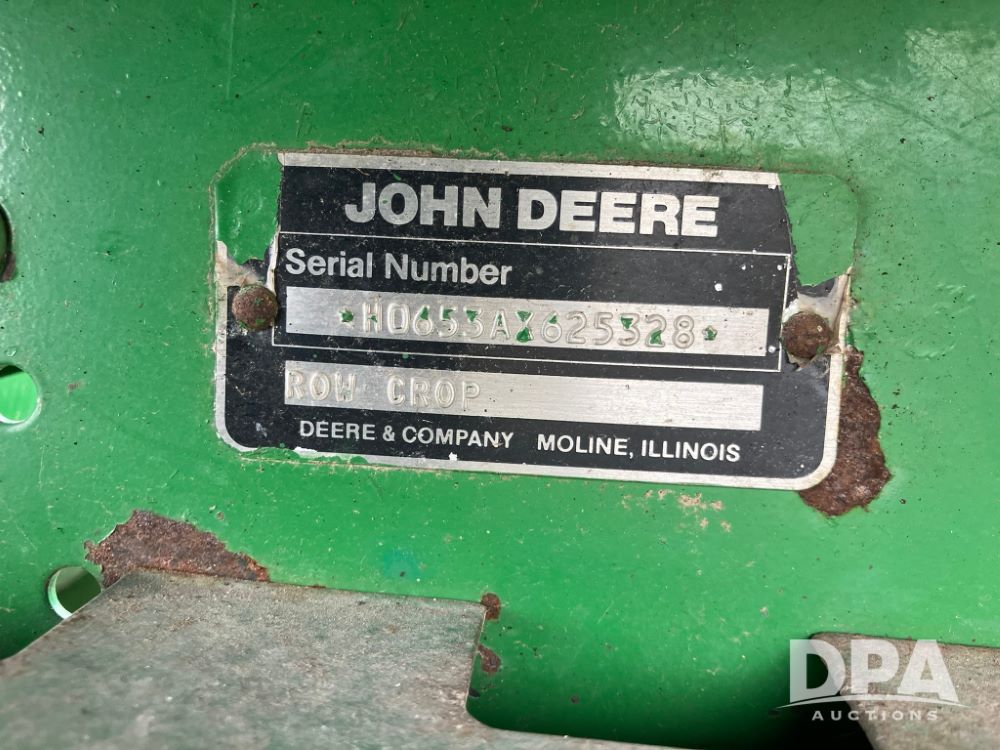 JOHN DEERE
Serial Number
*H0653AX625328*
ROW CROP
DEERE & COMPANY MOLINE, ILLINOIS
DPA
AUCTIONS